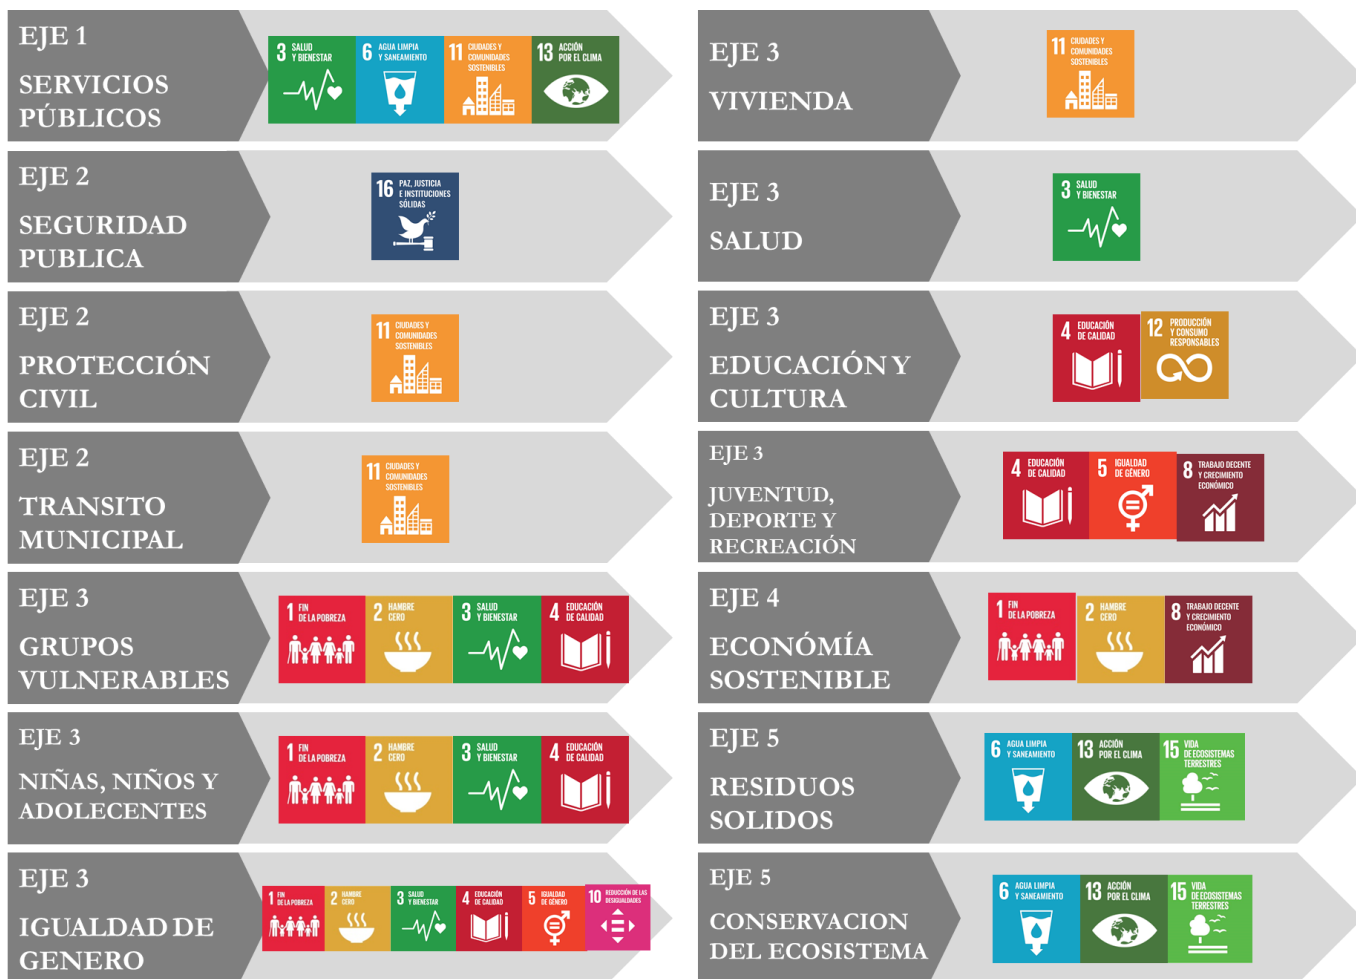 EJE 1
SERVICIOS
PÚBLICOS
3 SALUD
Y BIENESTAR
6 AGUA LIMPIA
Y SANEAMIENTO
11 CIUDADES Y
COMUNIDADES
SOSTENIBLES
13 ACCIÓN
POR EL CLIMA
EJE 2
SEGURIDAD
PUBLICA
16 PAZ, JUSTICIA
E INSTITUCIONES
SÓLIDAS
EJE 2
PROTECCIÓN
CIVIL
11 CIUDADES Y
COMUNIDADES
SOSTENIBLES
EJE 2
TRANSITO
MUNICIPAL
11 CIUDADES Y
COMUNIDADES
SOSTENIBLES
EJE 3
GRUPOS
VULNERABLES
1 FIN
DE LA POBREZA
2 HAMBRE
CERO
3 SALUD
Y BIENESTAR
4 EDUCACIÓN
DE CALIDAD
EJE 3
NIÑAS, NIÑOS Y
ADOLECENTES
1 FIN
DE LA POBREZA
2 HAMBRE
CERO
3 SALUD
Y BIENESTAR
4 EDUCACIÓN
DE CALIDAD
EJE 3
IGUALDAD DE
GENERO
1 FIN
DE LA POBREZA
2 HAMBRE
CERO
3 SALUD
Y BIENESTAR
4 EDUCACIÓN
DE CALIDAD
5 IGUALDAD
DE GÉNERO
10 REDUCCIÓN DE LAS
DESIGUALDADES
EJE 3
VIVIENDA
11 CIUDADES Y
COMUNIDADES
SOSTENIBLES
EJE 3
SALUD
3 SALUD
Y BIENESTAR
EJE 3
EDUCACIÓN Y
CULTURA
4 EDUCACIÓN
DE CALIDAD
12 PRODUCCIÓN
Y CONSUMO
RESPONSABLES
EJE 3
JUVENTUD,
DEPORTE Y
RECREACIÓN
4 EDUCACIÓN
DE CALIDAD
5 IGUALDAD
DE GÉNERO
8 TRABAJO DECENTE
Y CRECIMIENTO
ECONÓMICO
EJE 4
ECONÓMÍA
SOSTENIBLE
1 FIN
DE LA POBREZA
2 HAMBRE
CERO
8 TRABAJO DECENTE
Y CRECIMIENTO
ECONÓMICO
EJE 5
RESIDUOS
SOLIDOS
6 AGUA LIMPIA
Y SANEAMIENTO
13 ACCIÓN
POR EL CLIMA
15 VIDA
DE ECOSISTEMAS
TERRESTRES
EJE 5
CONSERVACION
DEL ECOSISTEMA
6 AGUA LIMPIA
Y SANEAMIENTO
13 ACCIÓN
POR EL CLIMA
15 VIDA
DE ECOSISTEMAS
TERRESTRES